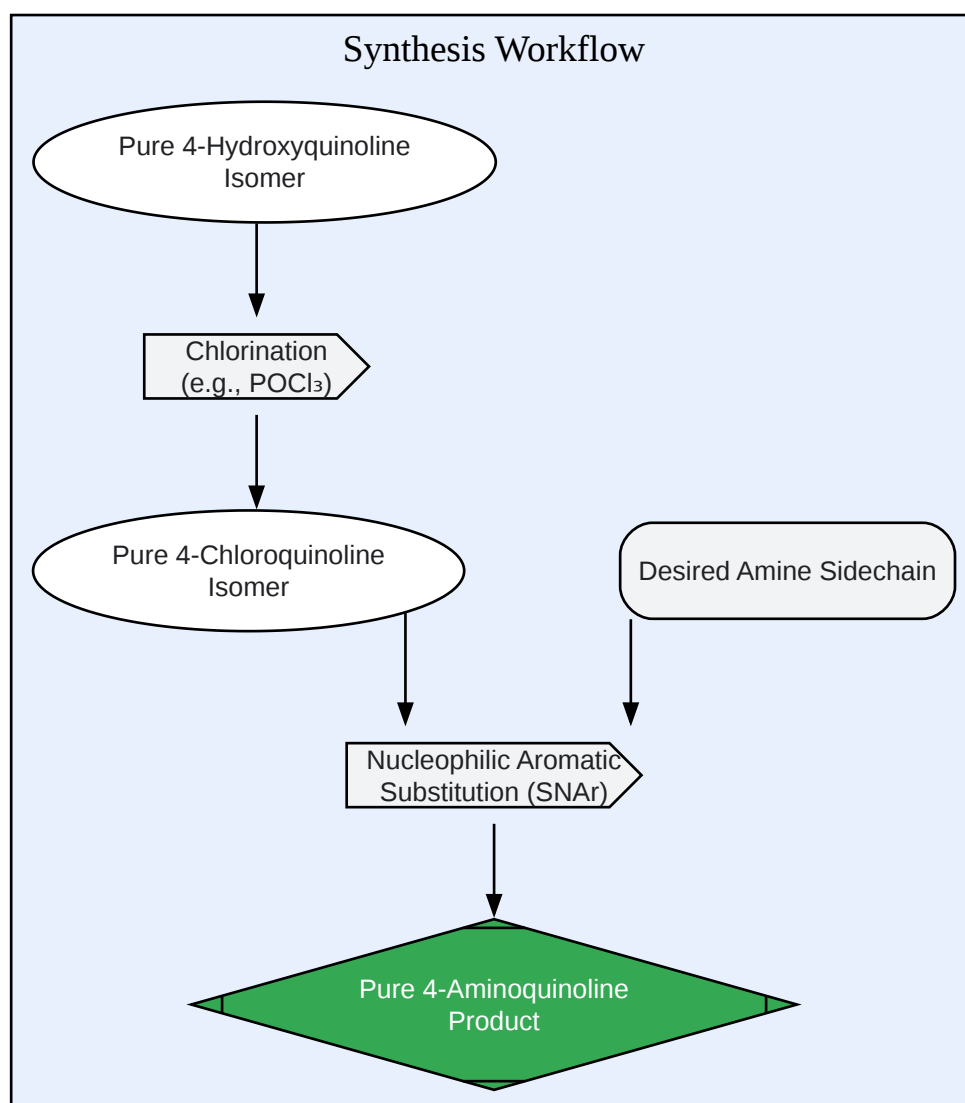 Synthesis Workflow
Pure 4-Hydroxyquinoline
Isomer
Chlorination
(e.g., POCl₃)
Pure 4-Chloroquinoline
Isomer
Desired Amine Sidechain
Nucleophilic Aromatic
Substitution (SNAr)
Pure 4-Aminoquinoline
Product